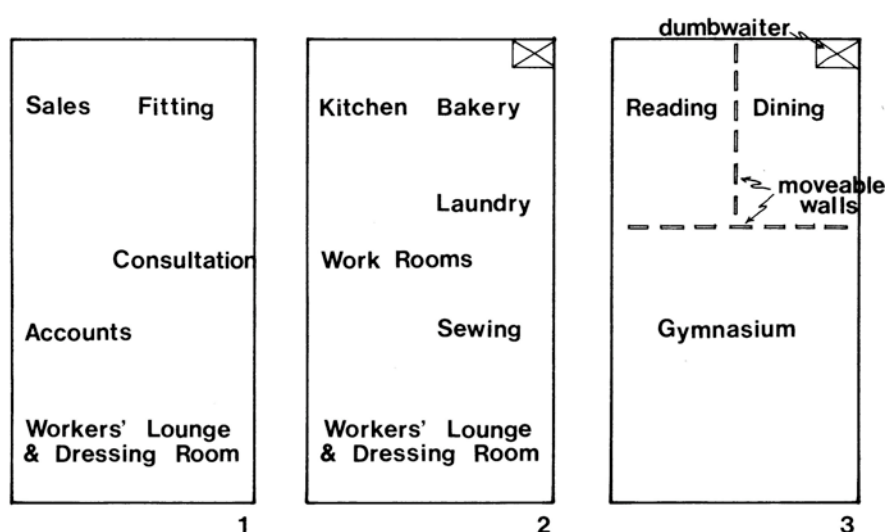 Sales Fitting
Consultation
Accounts
Workers' Lounge
& Dressing Room
1
Kitchen Bakery
Laundry
Work Rooms
Sewing
Workers' Lounge
& Dressing Room
2
dumbwaiter
Reading Dining
moveable
walls
Gymnasium
3